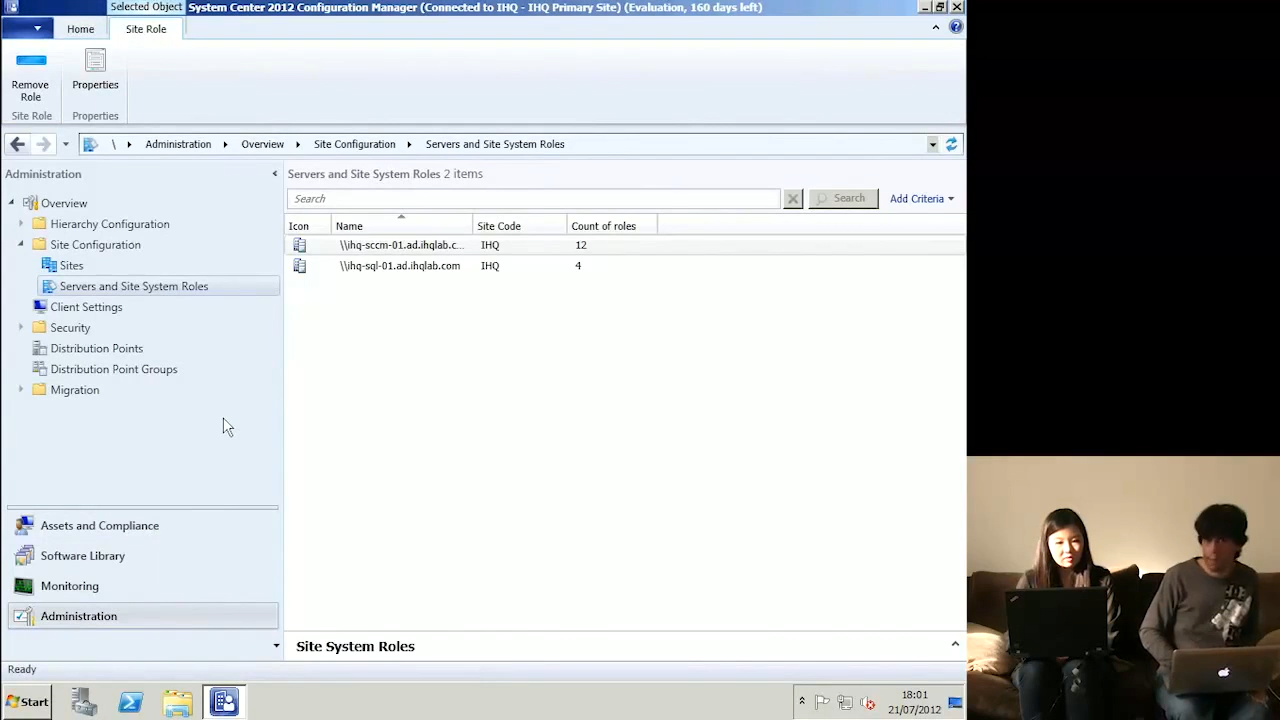 Selected Object
System Center 2012 Configuration Manager (Connected to IHQ - IHQ Primary Site) (Evaluation, 160 days left)
Home
Site Role
Remove
Role
Properties
Site Role
Properties
\ Administration Overview Site Configuration Servers and Site System Roles
Administration
Overview
Hierarchy Configuration
Site Configuration
Sites
Servers and Site System Roles
Client Settings
Security
Distribution Points
Distribution Point Groups
Migration
Assets and Compliance
Software Library
Monitoring
Administration
Servers and Site System Roles 2 items
Search
Search
Add Criteria
Icon Name Site Code Count of roles
\\ihq-sccm-01.ad.ihqlab.c... IHQ 12
\\ihq-sql-01.ad.ihqlab.com IHQ 4
Site System Roles
Ready
Start
18:01
21/07/2012